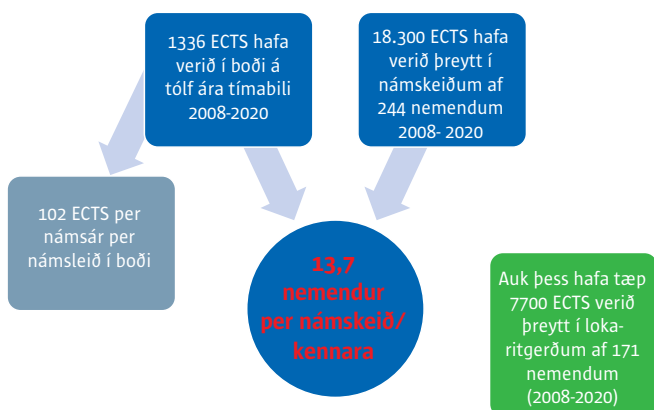 1336 ECTS hafa
verið í boði á
tólf ára tímabili
2008-2020
18.300 ECTS hafa
verið þreytt í
námskeiðum af
244 nemendum
2008- 2020
102 ECTS per
námsár per
námsleið í boði
13,7
nemendur
per námskeið/
kennara
Auk þess hafa tæp
7700 ECTS verið
þreytt í loka-
ritgerðum af 171
nemendum
(2008-2020)